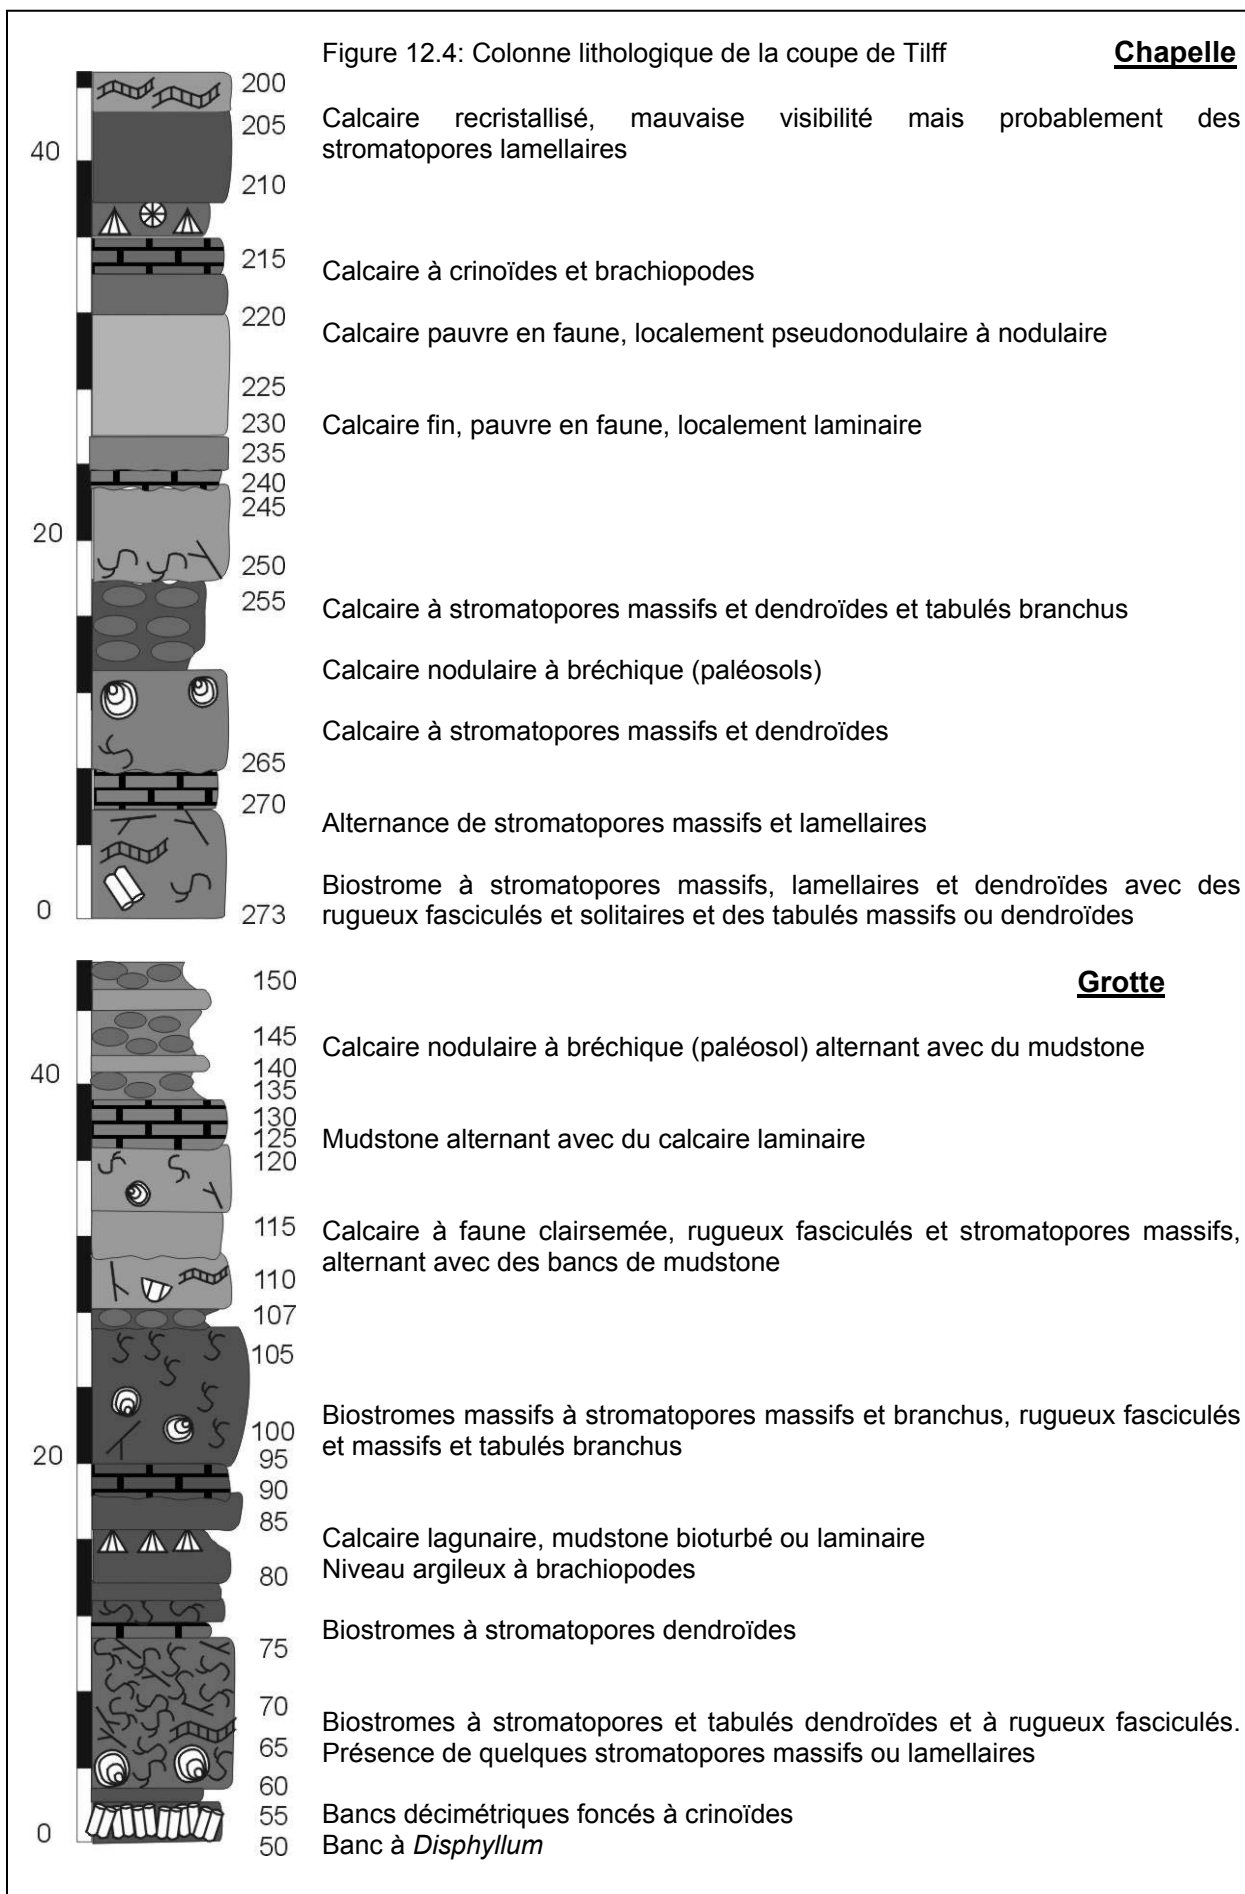 Figure 12.4: Colonne lithologique de la coupe de Tilff
Chapelle
200
Calcaire recristallisé, mauvaise visibilité mais probablement des
205
stromatopores lamellaires
40
210
215
Calcaire à crinoïdes et brachiopodes
220
Calcaire pauvre en faune, localement pseudonodulaire à nodulaire
225
230
Calcaire fin, pauvre en faune, localement laminaire
235
240
245
20
250
255
Calcaire à stromatopores massifs et dendroïdes et tabulés branchus
Calcaire nodulaire à bréchique (paléosols)
Calcaire à stromatopores massifs et dendroïdes
265
270
Alternance de stromatopores massifs et lamellaires
Biostrome à stromatopores massifs, lamellaires et dendroïdes avec des
0
273
rugueux fasciculés et solitaires et des tabulés massifs ou dendroïdes
150
Grotte
145
Calcaire nodulaire à bréchique (paléosol) alternant avec du mudstone
140
40
135
130
125
Mudstone alternant avec du calcaire laminaire
120
115
Calcaire à faune clairsemée, rugueux fasciculés et stromatopores massifs,
alternant avec des bancs de mudstone
110
107
105
Biostromes massifs à stromatopores massifs et branchus, rugueux fasciculés
100
et massifs et tabulés branchus
20
95
90
85
Calcaire lagunaire, mudstone bioturbé ou laminaire
Niveau argileux à brachiopodes
80
Biostromes à stromatopores dendroïdes
75
70
Biostromes à stromatopores et tabulés dendroïdes et à rugueux fasciculés.
65
Présence de quelques stromatopores massifs ou lamellaires
60
55
Bancs décimétriques foncés à crinoïdes
0
50
Banc à Disphyllum